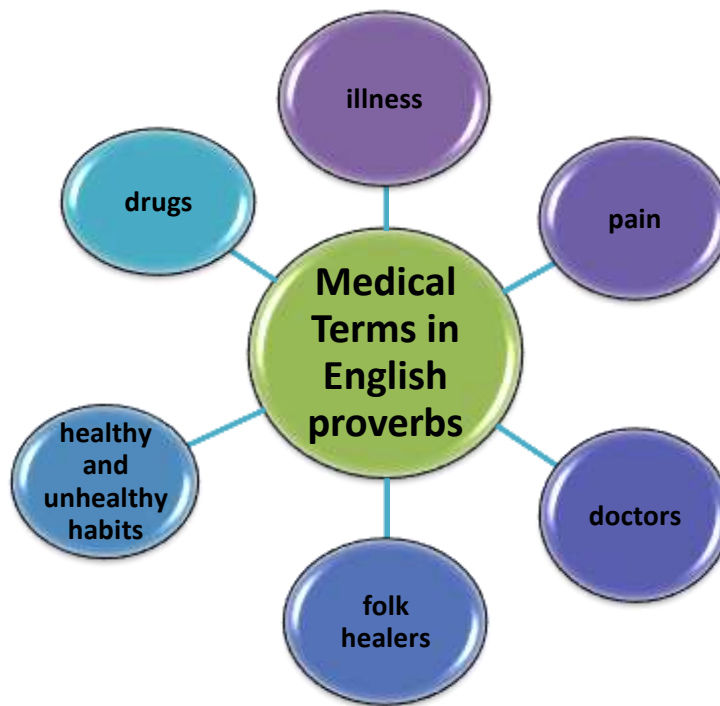 illness
drugs
pain
Medical
Terms in
English
proverbs
healthy
and
unhealthy
habits
doctors
folk
healers